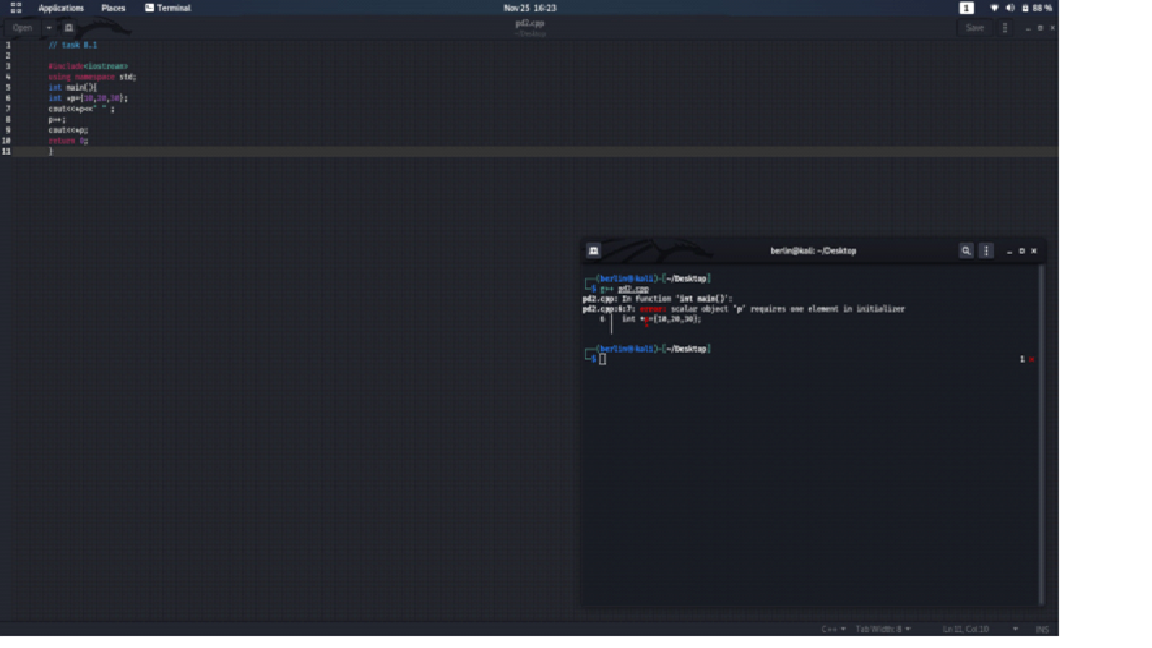 Applications Places Terminal Nov 25 16:23 1 88 %
Open pd2.cpp Save
~/Desktop
1 // task 8.1
2
3 #include<iostream>
4 using namespace std;
5 int main(){
6 int *p={10,20,30};
7 cout<<*p<<" " ;
8 p++;
9 cout<<*p;
10 return 0;
11 }
berlin@kali: ~/Desktop
┌──(berlin㉿kali)-[~/Desktop]
└─$ g++ pd2.cpp
pd2.cpp: In function 'int main()':
pd2.cpp:6:7: error: scalar object 'p' requires one element in initializer
6 | int *p={10,20,30};
┌──(berlin㉿kali)-[~/Desktop]
└─$
1 ⨯
C++ Tab Width: 8 Ln 11, Col 10 INS